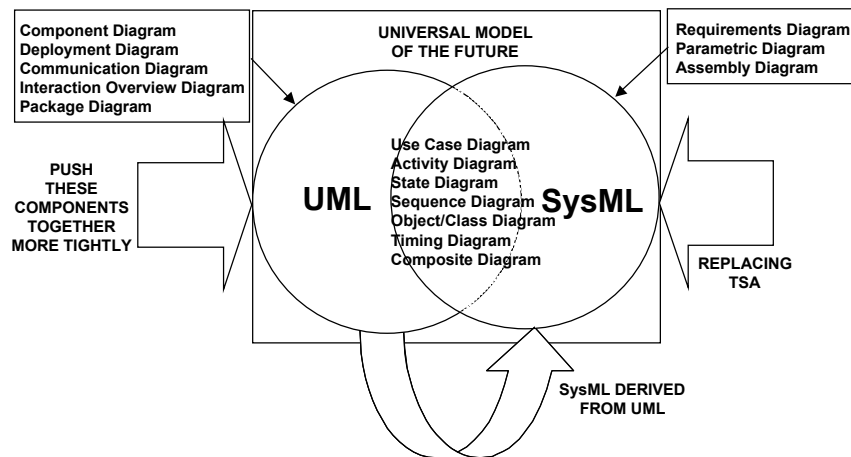 Component Diagram
Deployment Diagram
Communication Diagram
Interaction Overview Diagram
Package Diagram
UNIVERSAL MODEL
OF THE FUTURE
Requirements Diagram
Parametric Diagram
Assembly Diagram
PUSH
THESE
COMPONENTS
TOGETHER
MORE TIGHTLY
UML
Use Case Diagram
Activity Diagram
State Diagram
Sequence Diagram
Object/Class Diagram
Timing Diagram
Composite Diagram
SysML
REPLACING
TSA
SysML DERIVED
FROM UML